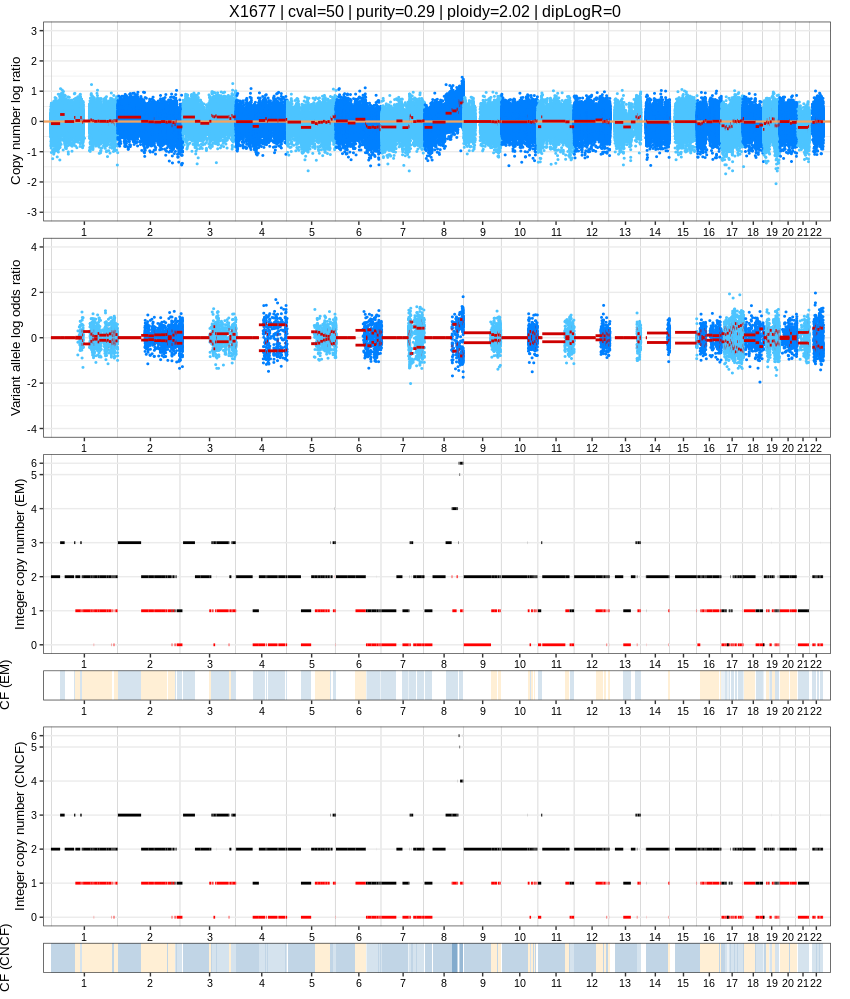 X1677 | cval=50 | purity=0.29 | ploidy=2.02 | dipLogR=0
Copy number log ratio
3
2
1
0
-1
-2
-3
1 2 3 4 5 6 7 8 9 10 11 12 13 14 15 16 17 18 19 20 21 22
Variant allele log odds ratio
4
2
0
-2
-4
1 2 3 4 5 6 7 8 9 10 11 12 13 14 15 16 17 18 19 20 21 22
Integer copy number (EM)
6
5
4
3
2
1
0
1 2 3 4 5 6 7 8 9 10 11 12 13 14 15 16 17 18 19 20 21 22
CF (EM)
1 2 3 4 5 6 7 8 9 10 11 12 13 14 15 16 17 18 19 20 21 22
Integer copy number (CNCF)
6
5
4
3
2
1
0
1 2 3 4 5 6 7 8 9 10 11 12 13 14 15 16 17 18 19 20 21 22
CF (CNCF)
1 2 3 4 5 6 7 8 9 10 11 12 13 14 15 16 17 18 19 20 21 22